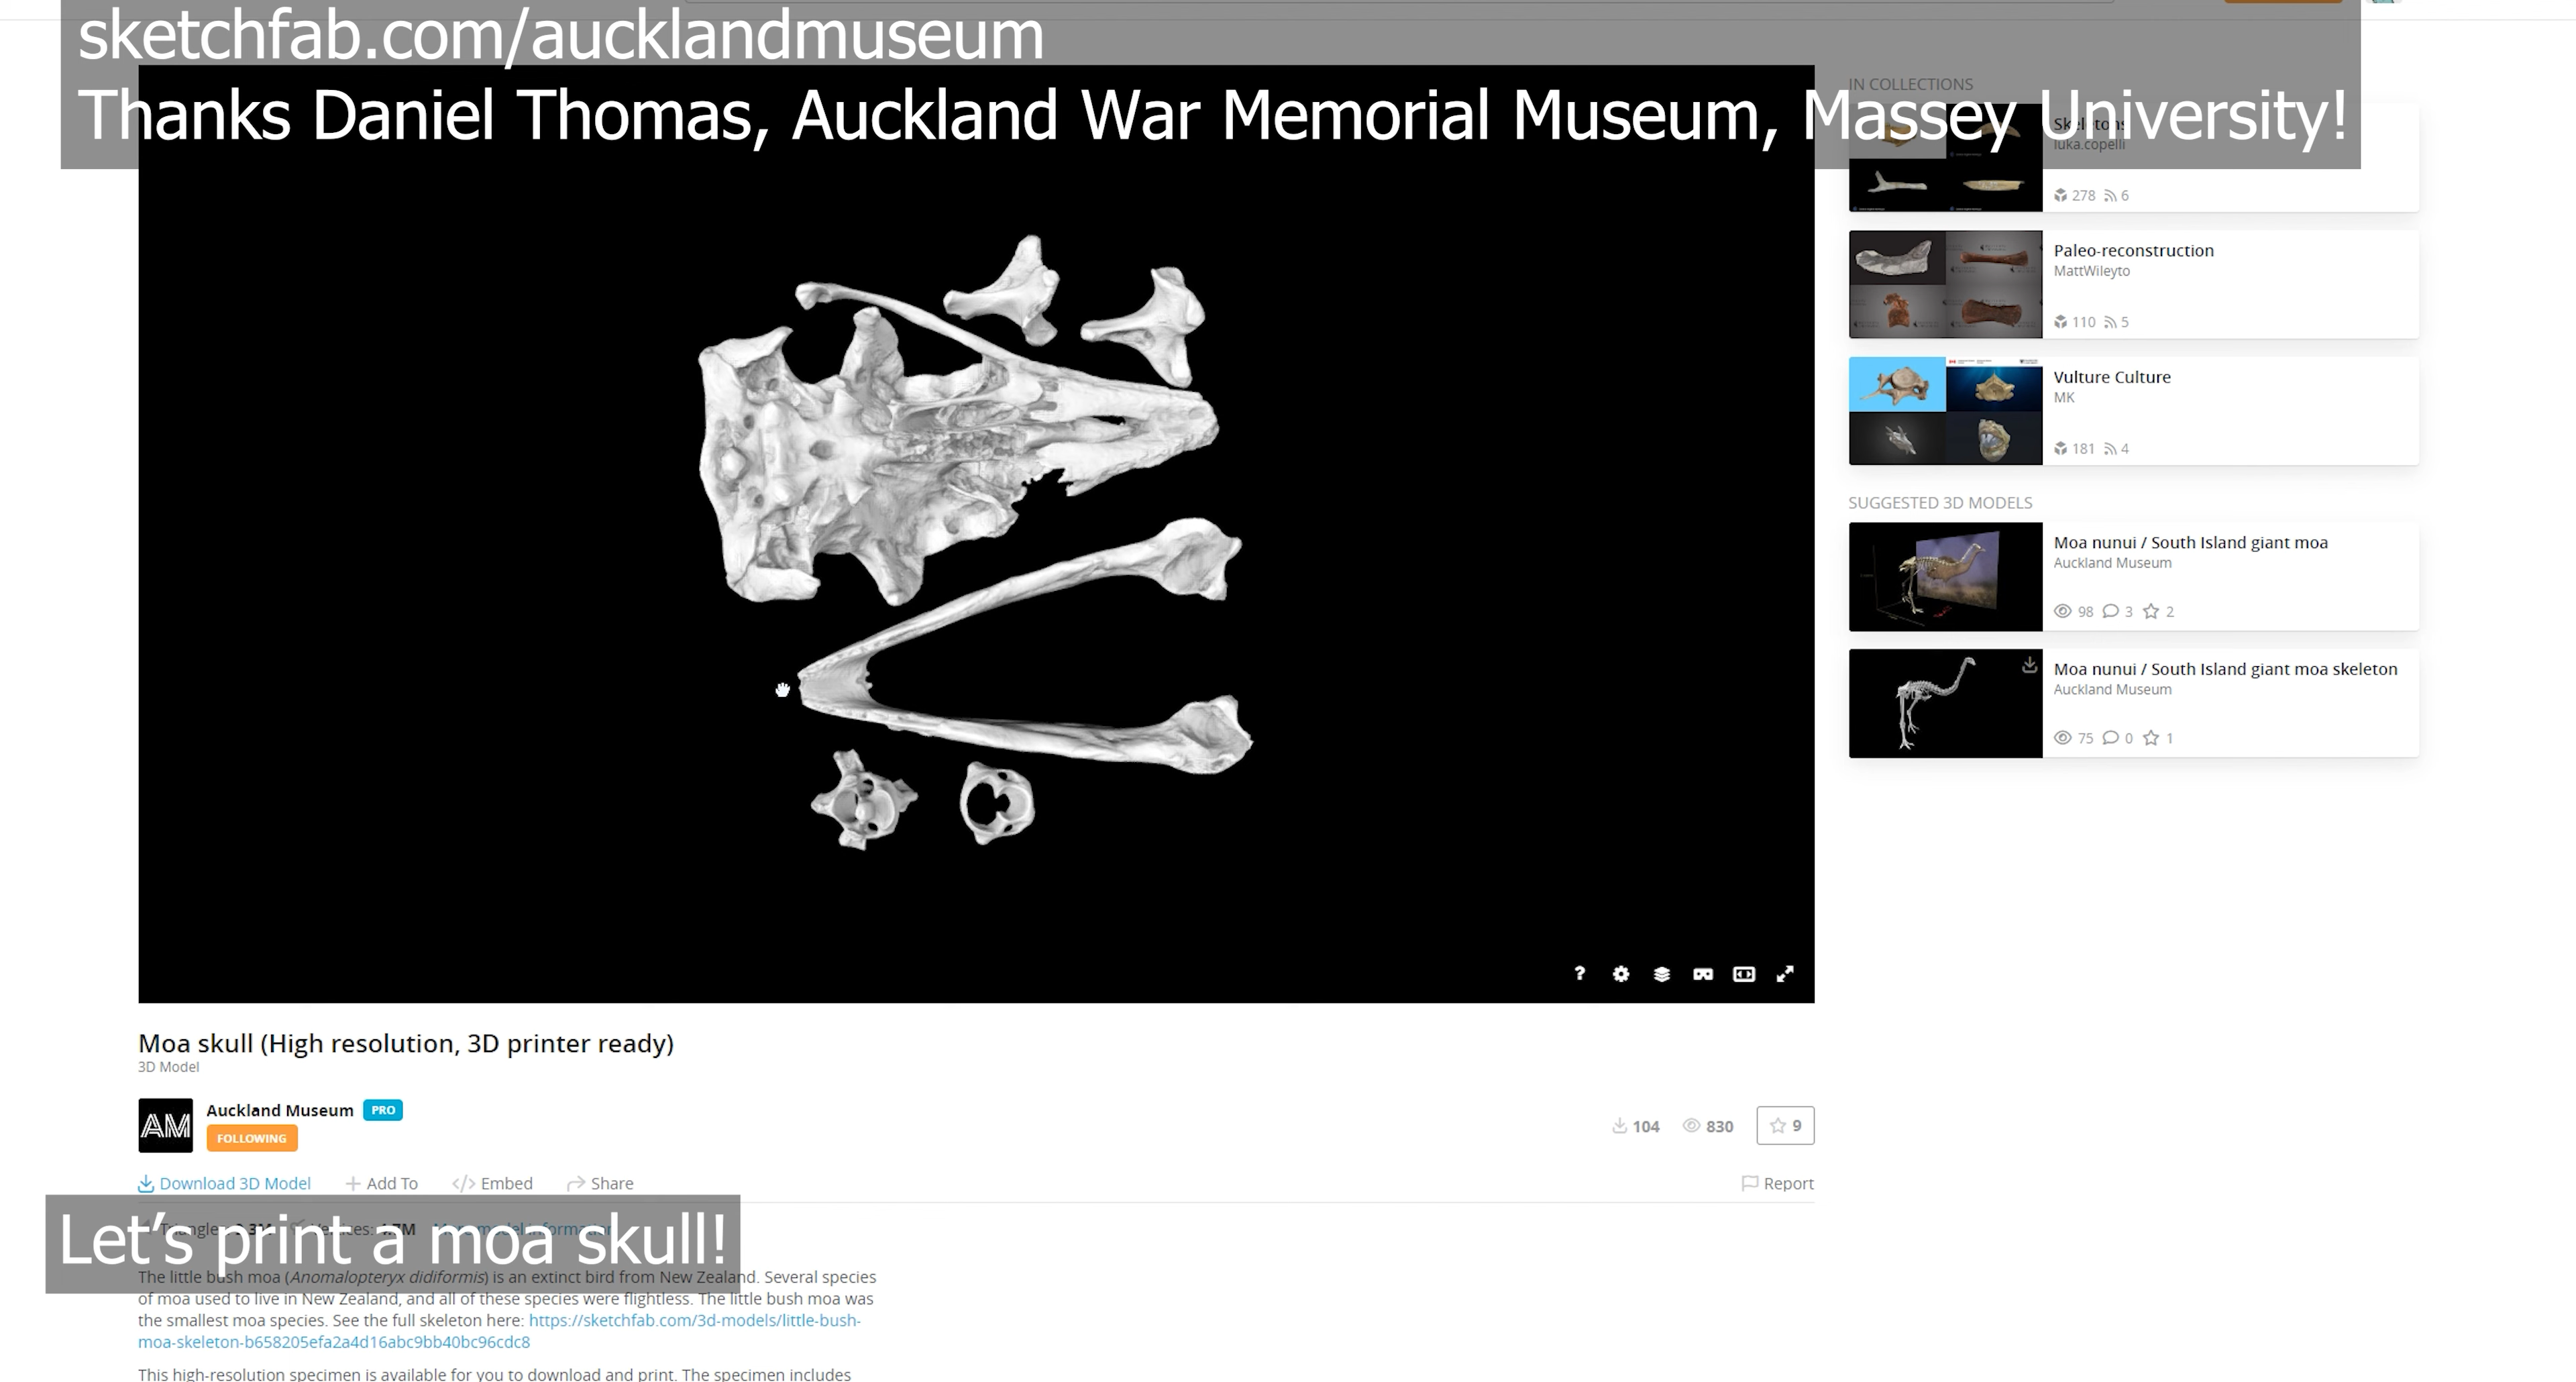 sketchfab.com/aucklandmuseum
Thanks Daniel Thomas, Auckland War Memorial Museum, Massey University!
IN COLLECTIONS
Skeletons
luka.copelli
278 6
Paleo-reconstruction
MattWileyto
110 5
Vulture Culture
MK
181 4
SUGGESTED 3D MODELS
Moa nunui / South Island giant moa
Auckland Museum
98 3 2
Moa nunui / South Island giant moa skeleton
Auckland Museum
75 0 1
?
Moa skull (High resolution, 3D printer ready)
3D Model
AM
Auckland Museum PRO
FOLLOWING
104 830 9
Download 3D Model Add To Embed Share Report
Let's print a moa skull!
The little bush moa (Anomalopteryx didiformis) is an extinct bird from New Zealand. Several species
of moa used to live in New Zealand, and all of these species were flightless. The little bush moa was
the smallest moa species. See the full skeleton here: https://sketchfab.com/3d-models/little-bush-
moa-skeleton-b658205efa2a4d16abc9bb40bc96cdc8
This high-resolution specimen is available for you to download and print. The specimen includes